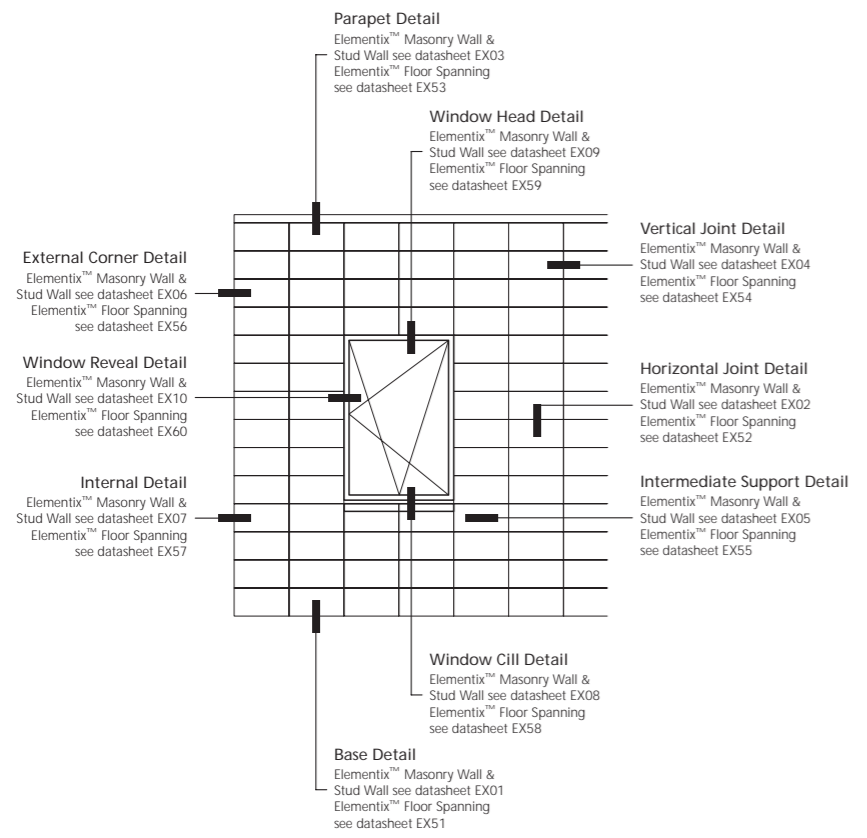 Parapet Detail
Elementix™ Masonry Wall &
Stud Wall see datasheet EX03
Elementix™ Floor Spanning
see datasheet EX53
Window Head Detail
Elementix™ Masonry Wall &
Stud Wall see datasheet EX09
Elementix™ Floor Spanning
see datasheet EX59
Vertical Joint Detail
Elementix™ Masonry Wall &
Stud Wall see datasheet EX04
Elementix™ Floor Spanning
see datasheet EX54
External Corner Detail
Elementix™ Masonry Wall &
Stud Wall see datasheet EX06
Elementix™ Floor Spanning
see datasheet EX56
Window Reveal Detail
Elementix™ Masonry Wall &
Stud Wall see datasheet EX10
Elementix™ Floor Spanning
see datasheet EX60
Horizontal Joint Detail
Elementix™ Masonry Wall &
Stud Wall see datasheet EX02
Elementix™ Floor Spanning
see datasheet EX52
Internal Detail
Elementix™ Masonry Wall &
Stud Wall see datasheet EX07
Elementix™ Floor Spanning
see datasheet EX57
Intermediate Support Detail
Elementix™ Masonry Wall &
Stud Wall see datasheet EX05
Elementix™ Floor Spanning
see datasheet EX55
Window Cill Detail
Elementix™ Masonry Wall &
Stud Wall see datasheet EX08
Elementix™ Floor Spanning
see datasheet EX58
Base Detail
Elementix™ Masonry Wall &
Stud Wall see datasheet EX01
Elementix™ Floor Spanning
see datasheet EX51